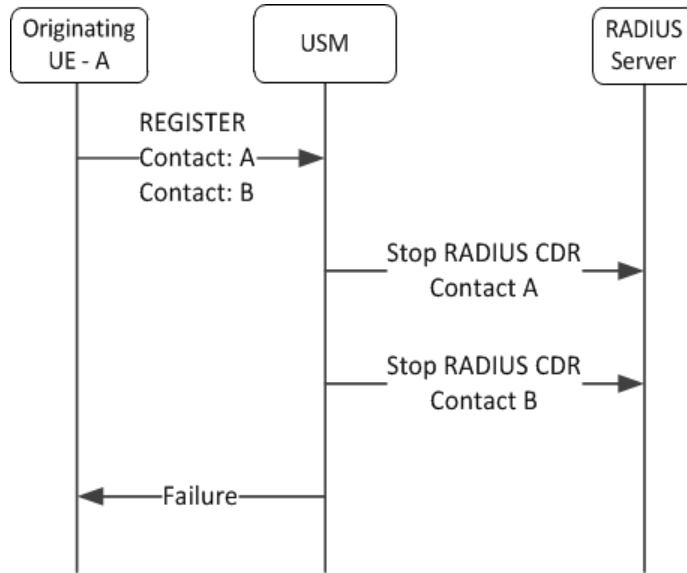 Originating
UE - A
USM
RADIUS
Server
REGISTER
Contact: A
Contact: B
Stop RADIUS CDR
Contact A
Stop RADIUS CDR
Contact B
Failure